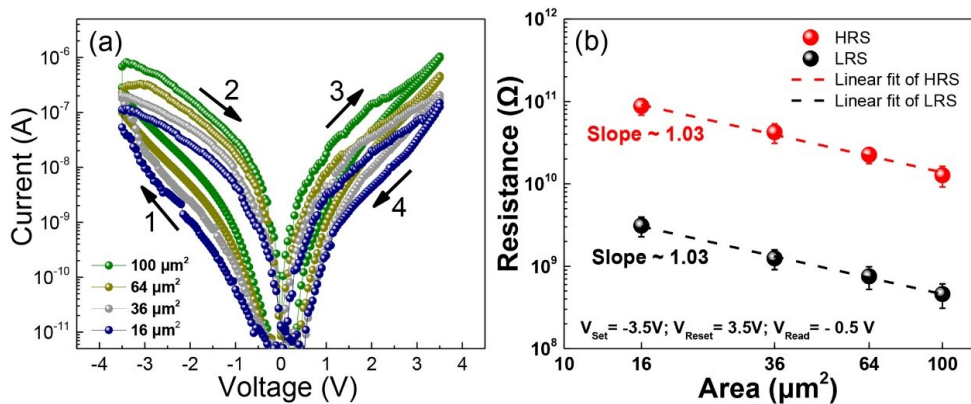 (a)
Current (A)
10⁻⁶
10⁻⁷
10⁻⁸
10⁻⁹
10⁻¹⁰
10⁻¹¹
2
3
1
4
100 μm²
64 μm²
36 μm²
16 μm²
-4 -3 -2 -1 0 1 2 3 4
Voltage (V)
(b)
Resistance (Ω)
10¹²
10¹¹
10¹⁰
10⁹
10⁸
HRS
LRS
Linear fit of HRS
Linear fit of LRS
Slope ~ 1.03
Slope ~ 1.03
V_Set= -3.5V; V_Reset= 3.5V; V_Read= - 0.5 V
10 16 36 64 100
Area (μm²)